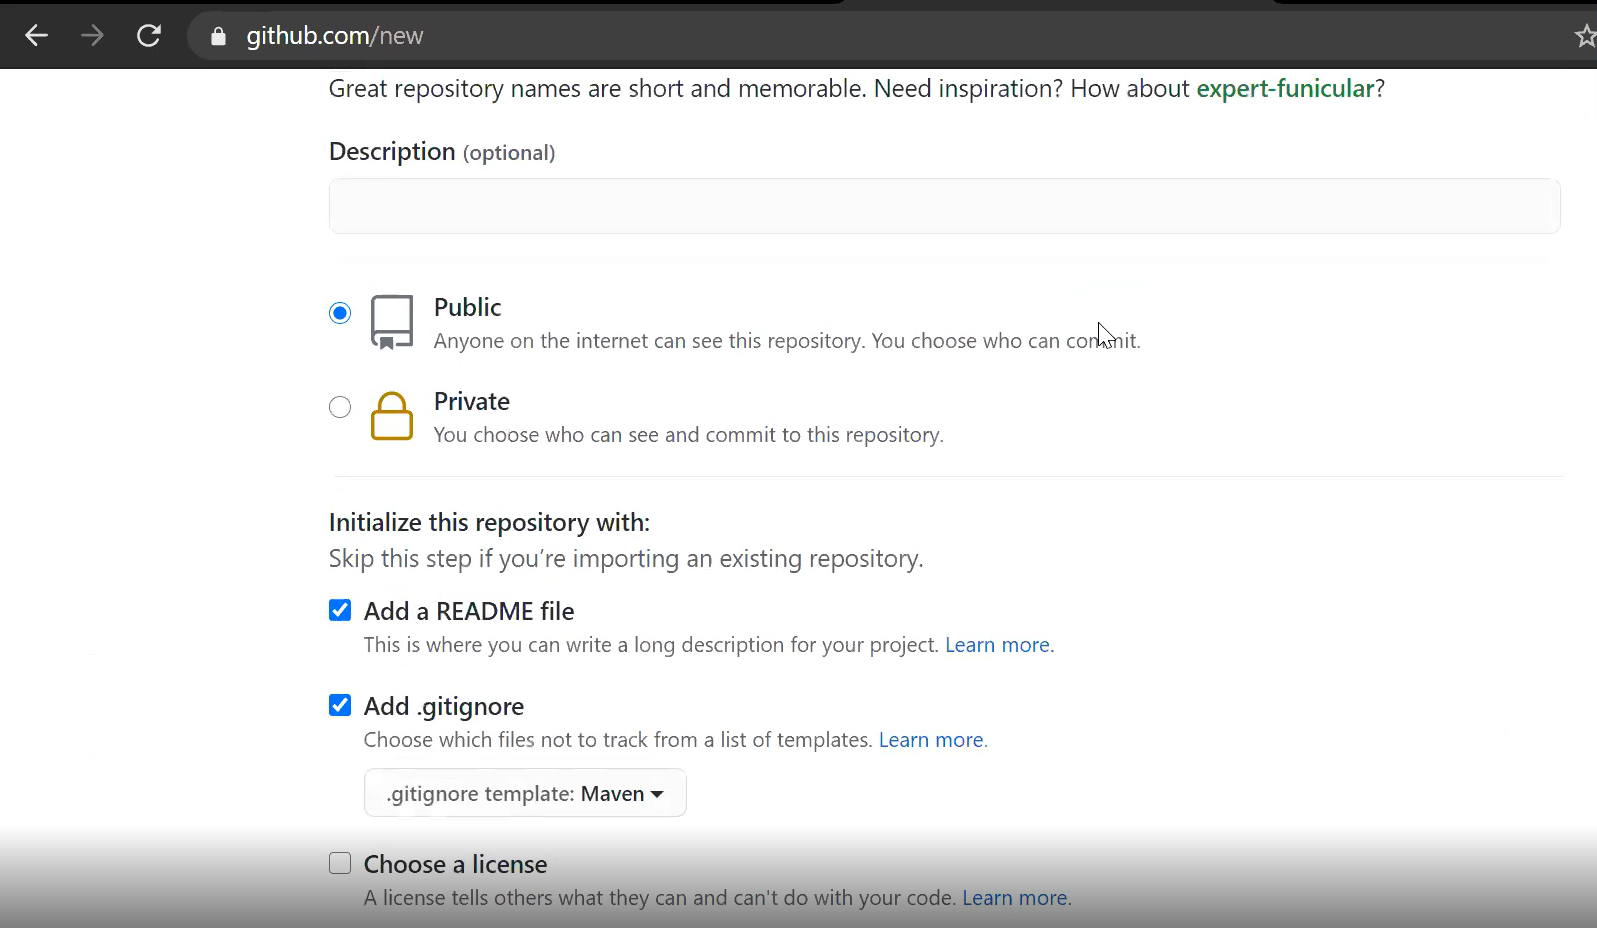 github.com/new
Great repository names are short and memorable. Need inspiration? How about expert-funicular?
Description (optional)
Public
Anyone on the internet can see this repository. You choose who can commit.
Private
You choose who can see and commit to this repository.
Initialize this repository with:
Skip this step if you’re importing an existing repository.
Add a README file
This is where you can write a long description for your project. Learn more.
Add .gitignore
Choose which files not to track from a list of templates. Learn more.
.gitignore template: Maven
Choose a license
A license tells others what they can and can't do with your code. Learn more.